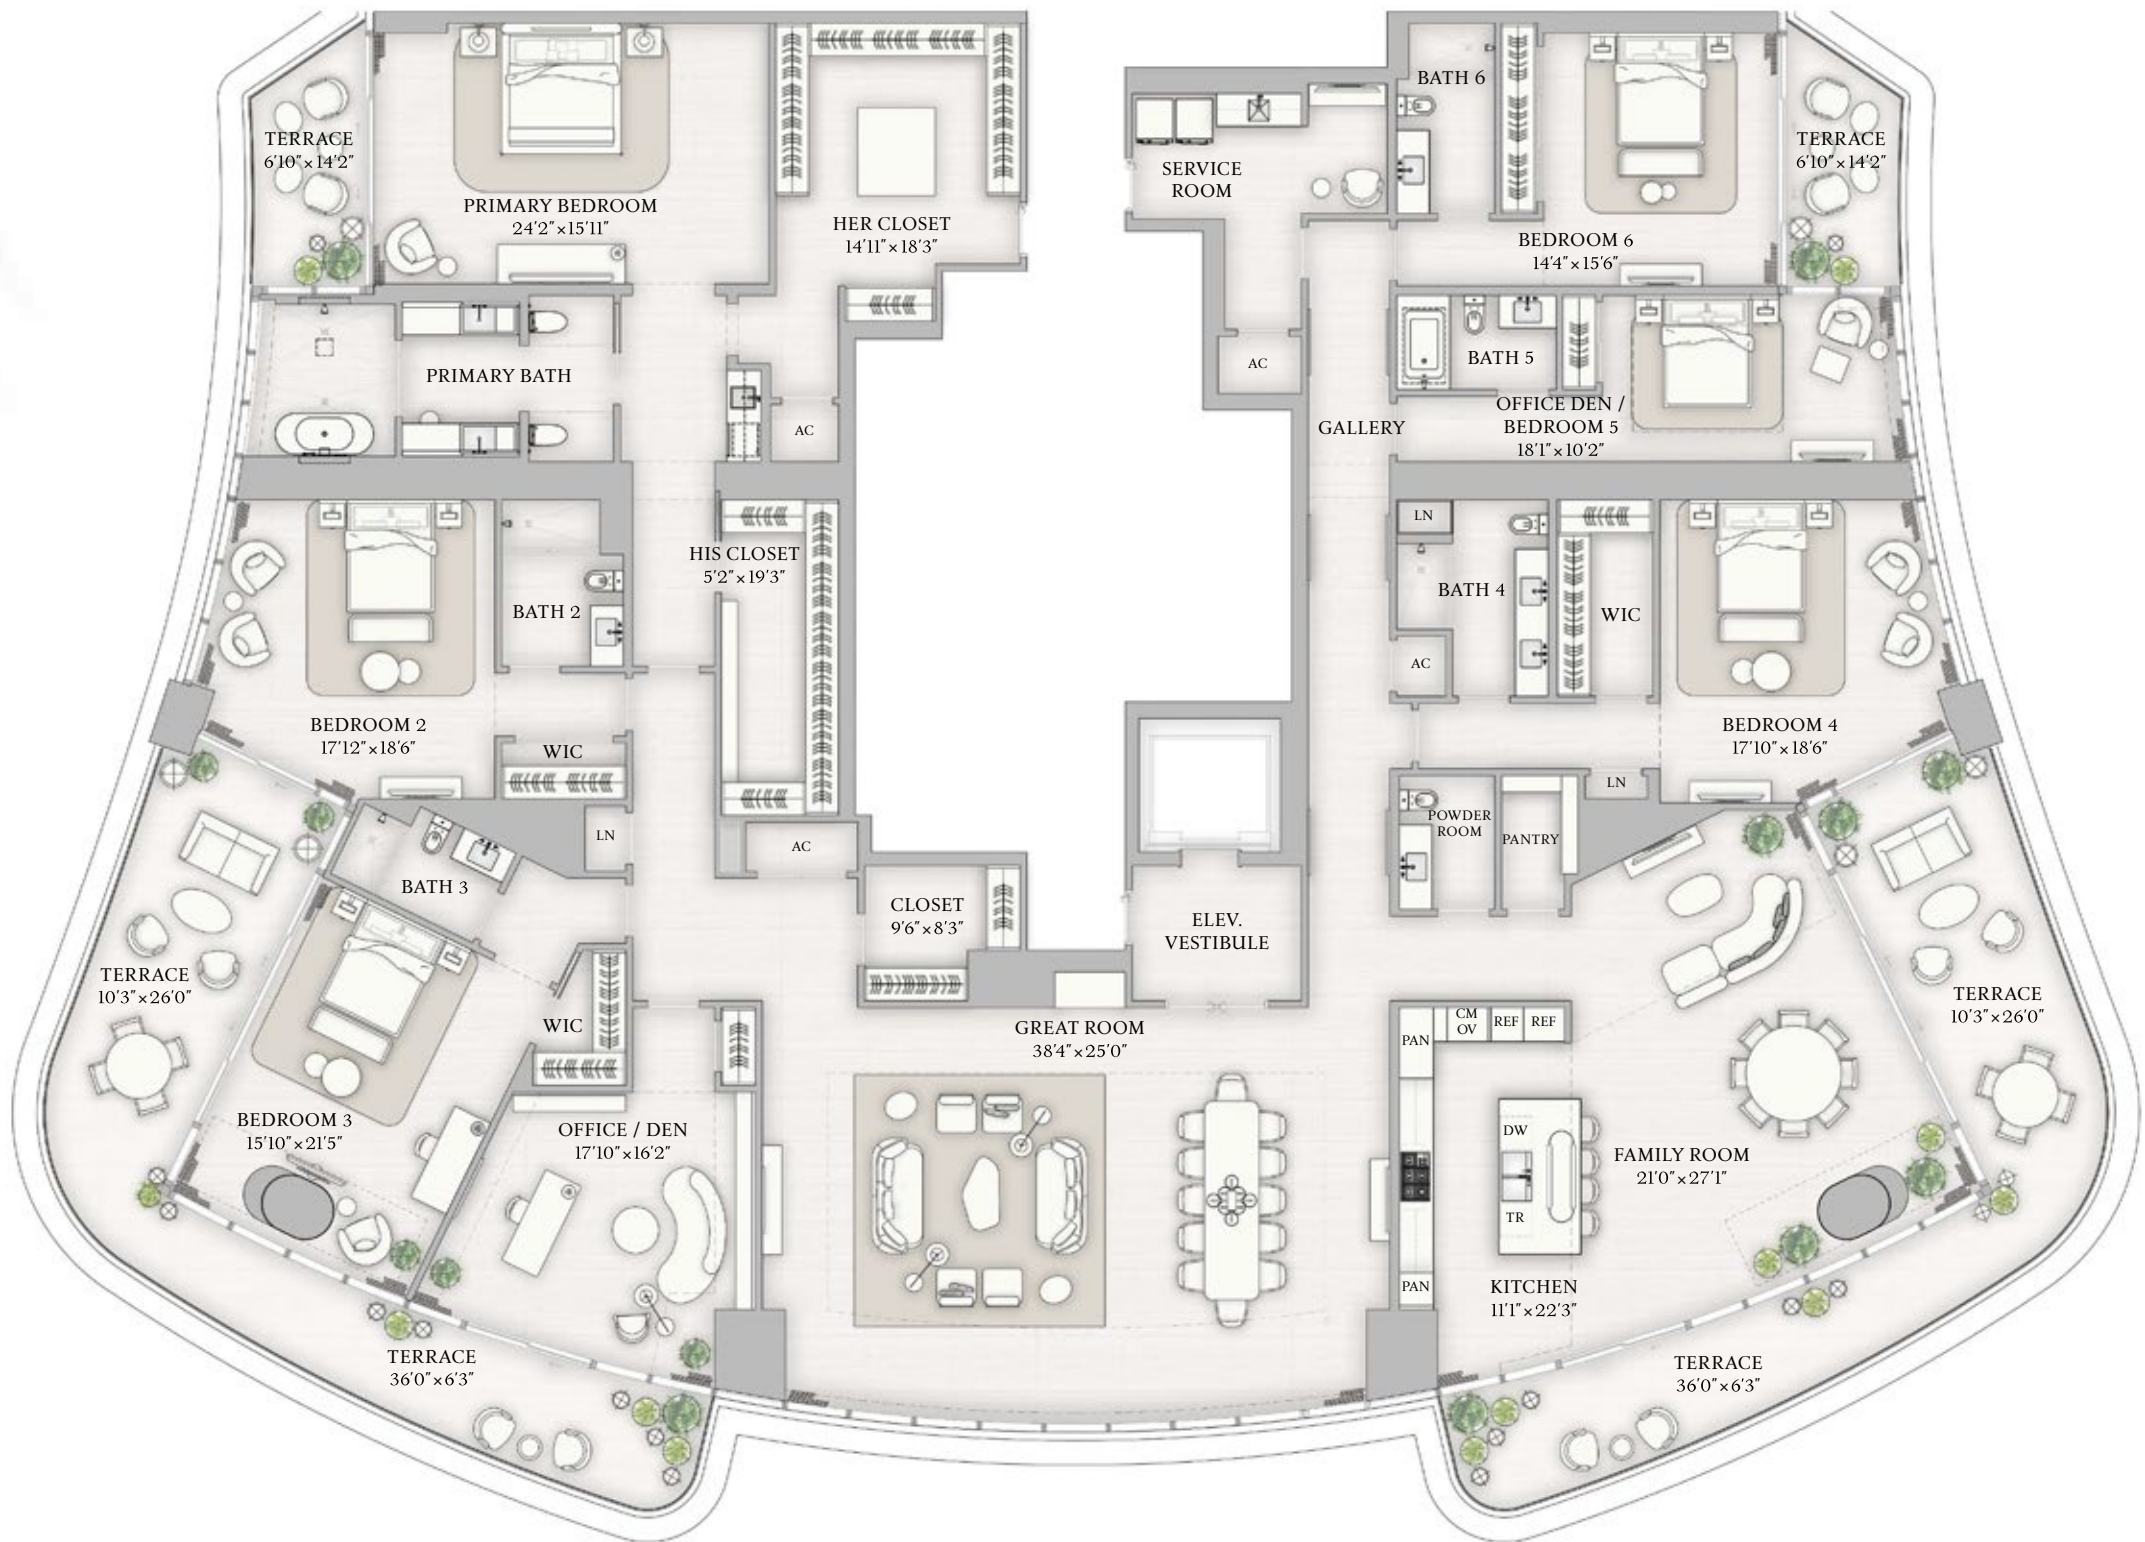 TERRACE
6'10"×14'2"
PRIMARY BEDROOM
24'2"×15'11"
HER CLOSET
14'11"×18'3"
SERVICE
ROOM
BATH 6
BEDROOM 6
14'4"×15'6"
TERRACE
6'10"×14'2"
PRIMARY BATH
AC
AC
GALLERY
BATH 5
OFFICE DEN /
BEDROOM 5
18'1"×10'2"
BEDROOM 2
17'12"×18'6"
BATH 2
WIC
HIS CLOSET
5'2"×19'3"
LN
BATH 4
AC
WIC
BEDROOM 4
17'10"×18'6"
LN
LN
AC
POWDER
ROOM
PANTRY
BATH 3
CLOSET
9'6"×8'3"
ELEV.
VESTIBULE
TERRACE
10'3"×26'0"
WIC
TERRACE
10'3"×26'0"
GREAT ROOM
38'4"×25'0"
PAN
CM
OV
REF
REF
BEDROOM 3
15'10"×21'5"
OFFICE / DEN
17'10"×16'2"
DW
TR
FAMILY ROOM
21'0"×27'1"
PAN
KITCHEN
11'1"×22'3"
TERRACE
36'0"×6'3"
TERRACE
36'0"×6'3"